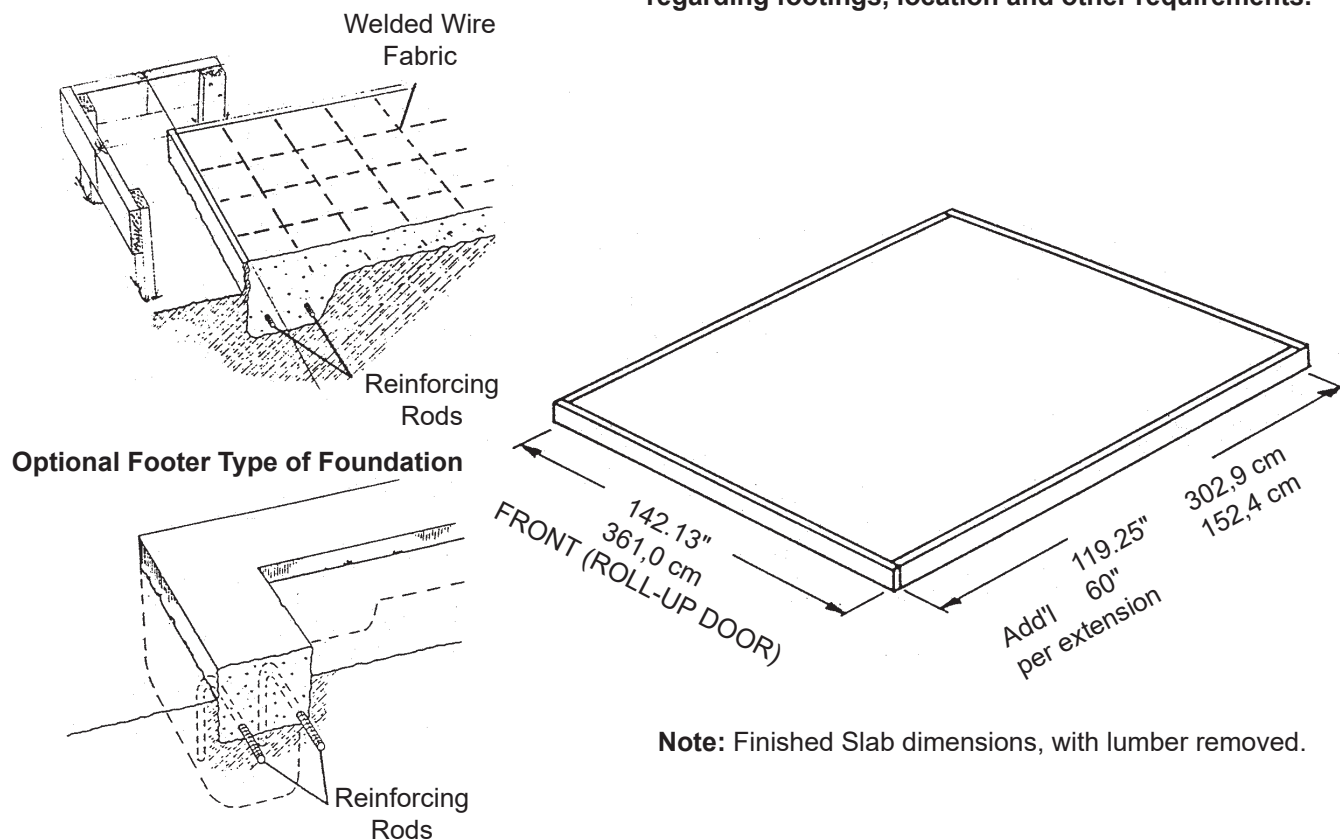 regarding footings, location and other requirements.
Welded Wire
Fabric
Reinforcing
Rods
Optional Footer Type of Foundation
Reinforcing
Rods
142.13"
361,0 cm
FRONT (ROLL-UP DOOR)
119.25" 302,9 cm
Add'l 60" 152,4 cm
per extension
Note: Finished Slab dimensions, with lumber removed.